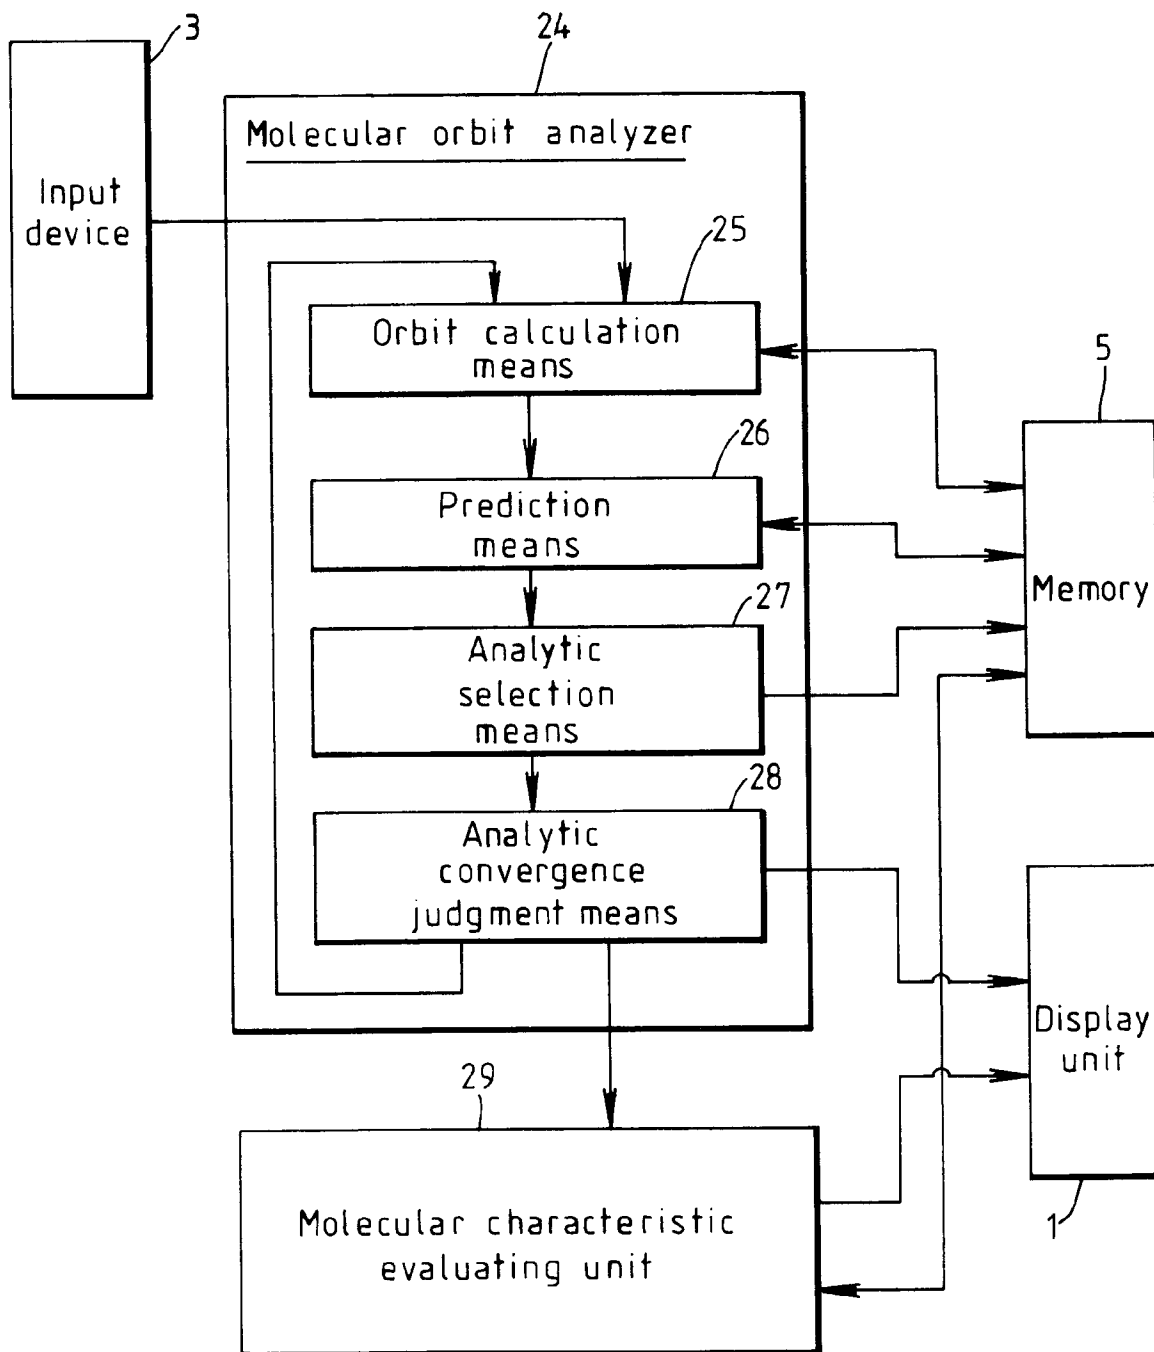 3
24
Molecular orbit analyzer
Input
device
25
Orbit calculation
means
5
26
Prediction
means
Memory
27
Analytic
selection
means
28
Analytic
convergence
judgment means
Display
unit
29
1
Molecular characteristic
evaluating unit